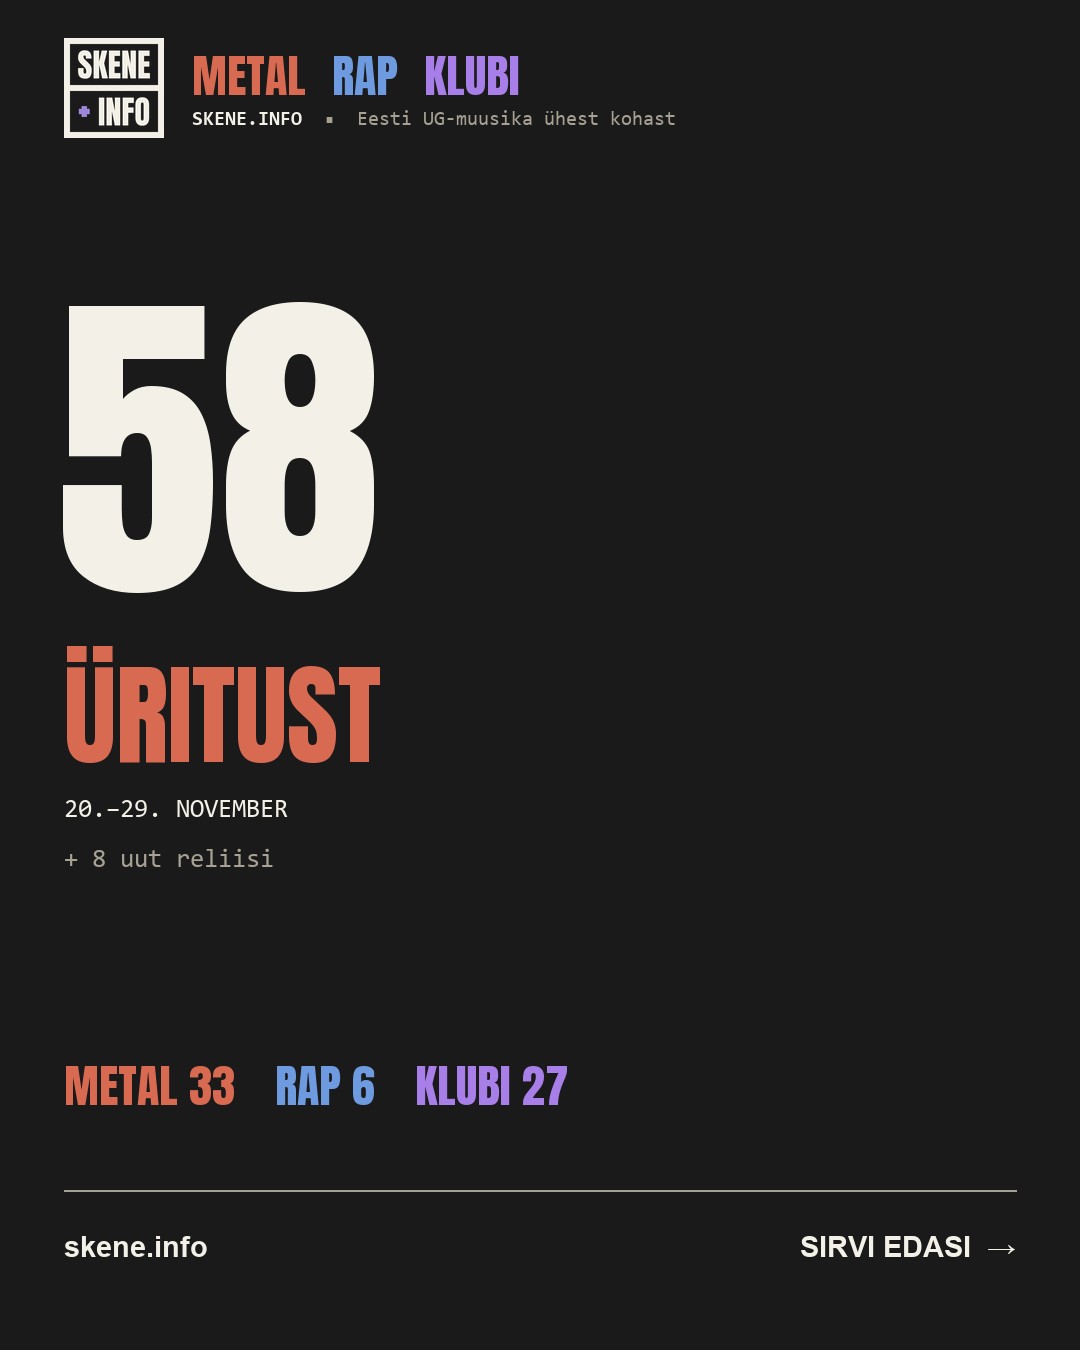 SKENE
INFO
METAL RAP KLUBI
SKENE.INFO ▪ Eesti UG-muusika ühest kohast
58
ÜRITUST
20.–29. NOVEMBER
+ 8 uut reliisi
METAL 33 RAP 6 KLUBI 27
skene.info
SIRVI EDASI →